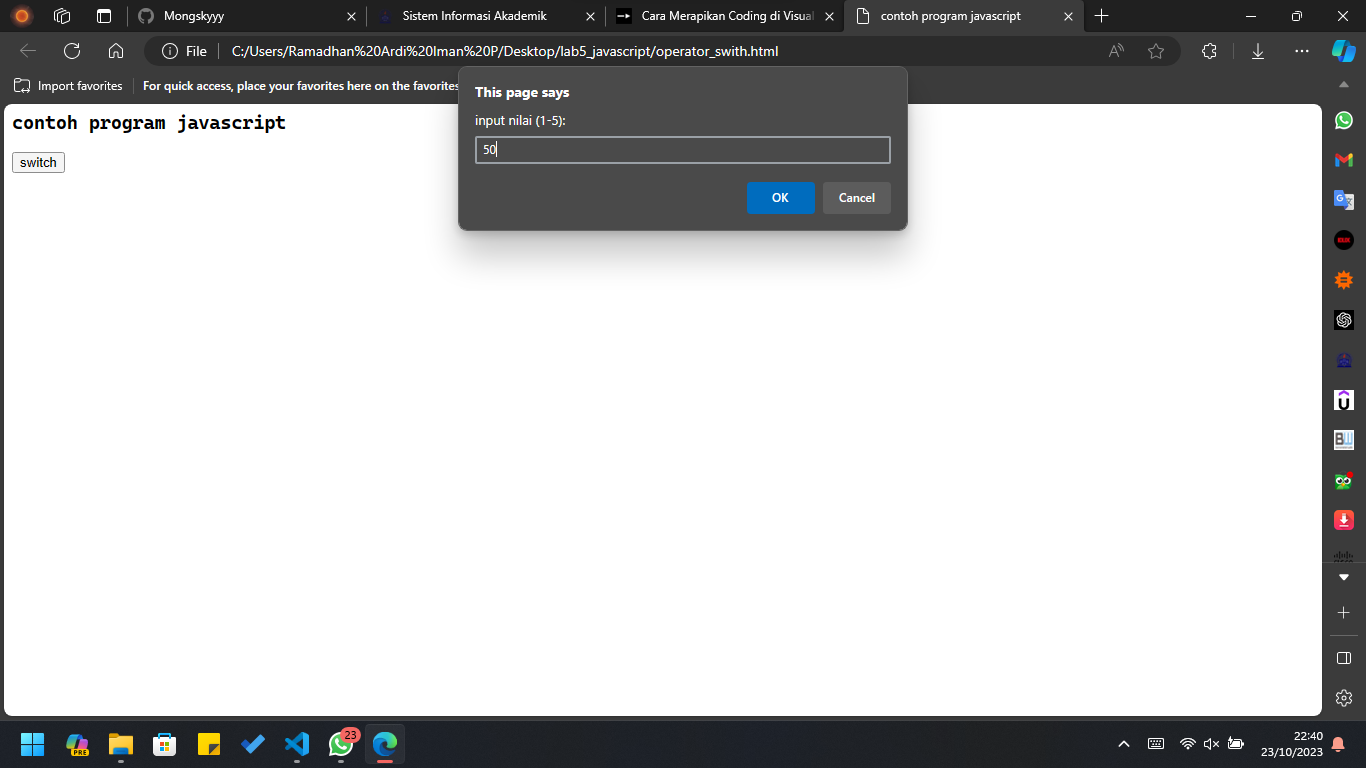 Mongskyyy
Sistem Informasi Akademik
Cara Merapikan Coding di Visual
contoh program javascript
File
C:/Users/Ramadhan%20Ardi%20Iman%20P/Desktop/lab5_javascript/operator_swith.html
Import favorites
For quick access, place your favorites here on the favorites
This page says
input nilai (1-5):
50
OK
Cancel
contoh program javascript
switch
PRE
23
22:40
23/10/2023